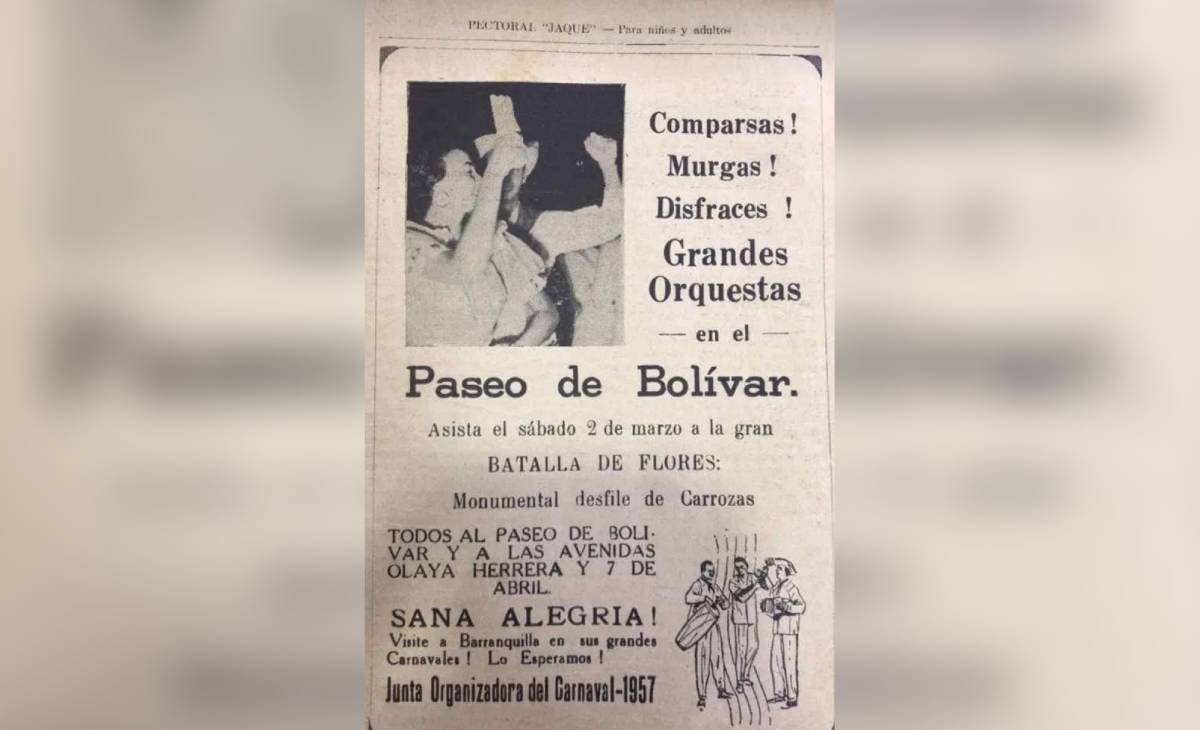 PECTORAL "JAQUE" — Para niños y adultos
Comparsas!
Murgas!
Disfraces !
Grandes
Orquestas
— en el —
Paseo de Bolívar.
Asista el sábado 2 de marzo a la gran
BATALLA DE FLORES:
Monumental desfile de Carrozas
TODOS AL PASEO DE BOLI-
VAR Y A LAS AVENIDAS
OLAYA HERRERA Y 7 DE
ABRIL.
SANA ALEGRIA!
Visite a Barranquilla en sus grandes
Carnavales! Lo Esperamos!
Junta Organizadora del Carnaval-1957